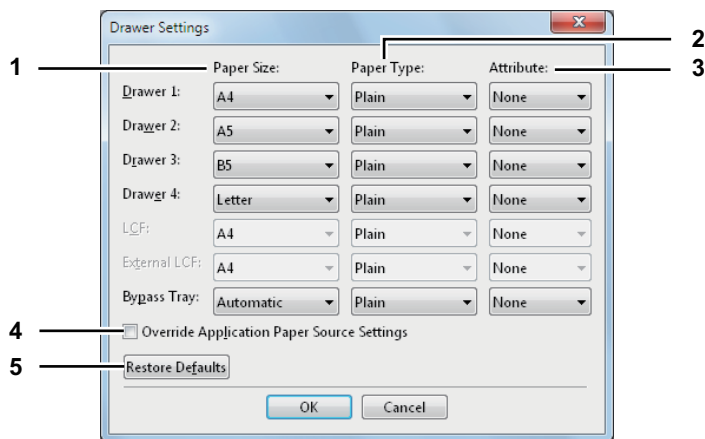 Drawer Settings
2
1 Paper Size: Paper Type: Attribute: 3
Drawer 1: A4 Plain None
Drawer 2: A5 Plain None
Drawer 3: B5 Plain None
Drawer 4: Letter Plain None
LCF: A4 Plain None
External LCF: A4 Plain None
Bypass Tray: Automatic Plain None
4 Override Application Paper Source Settings
5 Restore Defaults
OK Cancel